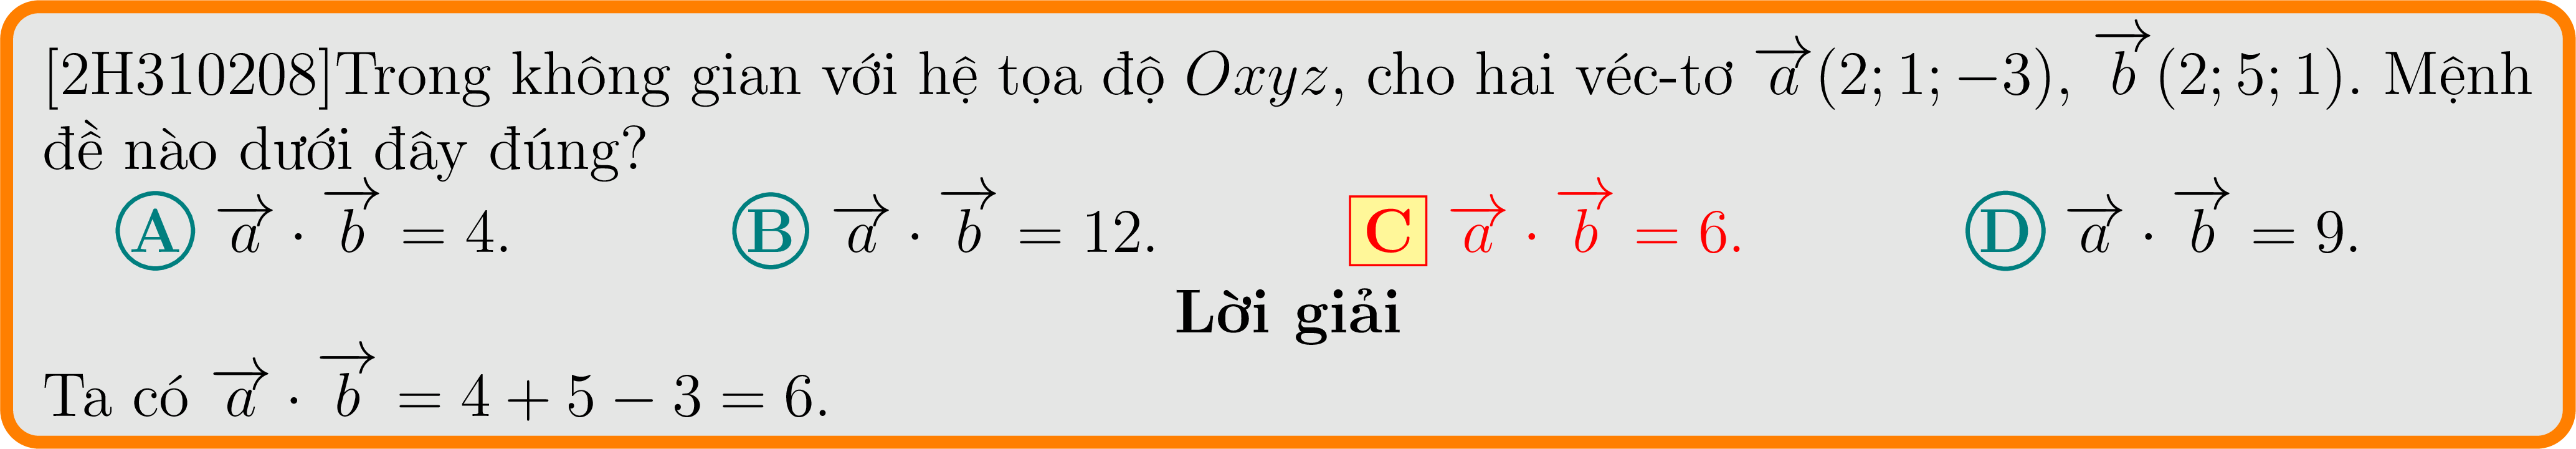 [2H310208]Trong không gian với hệ tọa độ Oxyz, cho hai véc-tơ $\overrightarrow{a}(2; 1; -3)$, $\overrightarrow{b}(2; 5; 1)$. Mệnh
đề nào dưới đây đúng?
A $\overrightarrow{a} \cdot \overrightarrow{b} = 4$. B $\overrightarrow{a} \cdot \overrightarrow{b} = 12$. C $\overrightarrow{a} \cdot \overrightarrow{b} = 6$. D $\overrightarrow{a} \cdot \overrightarrow{b} = 9$.
Lời giải
Ta có $\overrightarrow{a} \cdot \overrightarrow{b} = 4 + 5 - 3 = 6$.